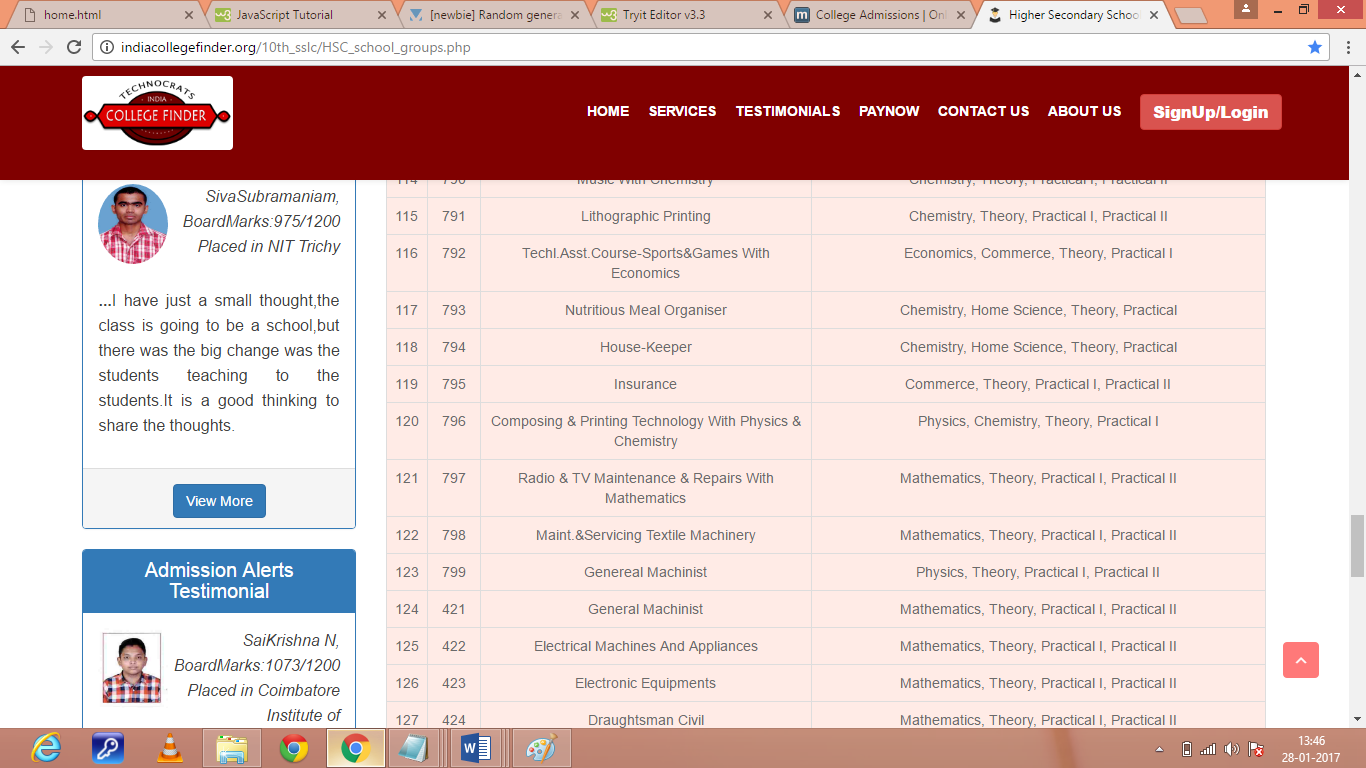 home.html
JavaScript Tutorial
[newbie] Random genera
Tryit Editor v3.3
College Admissions | Onl
Higher Secondary School
indiacollegefinder.org/10th_sslc/HSC_school_groups.php
TECHNOCRATS
INDIA
COLLEGE FINDER
HOME SERVICES TESTIMONIALS PAYNOW CONTACT US ABOUT US SignUp/Login
SivaSubramaniam,
BoardMarks:975/1200
Placed in NIT Trichy
...I have just a small thought,the
class is going to be a school,but
there was the big change was the
students teaching to the
students.It is a good thinking to
share the thoughts.
View More
Admission Alerts
Testimonial
SaiKrishna N,
BoardMarks:1073/1200
Placed in Coimbatore
Institute of
114 790 Music With Chemistry Chemistry, Theory, Practical I, Practical II
115 791 Lithographic Printing Chemistry, Theory, Practical I, Practical II
116 792 Techl.Asst.Course-Sports&Games With Economics, Commerce, Theory, Practical I
Economics
117 793 Nutritious Meal Organiser Chemistry, Home Science, Theory, Practical
118 794 House-Keeper Chemistry, Home Science, Theory, Practical
119 795 Insurance Commerce, Theory, Practical I, Practical II
120 796 Composing & Printing Technology With Physics & Physics, Chemistry, Theory, Practical I
Chemistry
121 797 Radio & TV Maintenance & Repairs With Mathematics, Theory, Practical I, Practical II
Mathematics
122 798 Maint.&Servicing Textile Machinery Mathematics, Theory, Practical I, Practical II
123 799 Genereal Machinist Physics, Theory, Practical I, Practical II
124 421 General Machinist Mathematics, Theory, Practical I, Practical II
125 422 Electrical Machines And Appliances Mathematics, Theory, Practical I, Practical II
126 423 Electronic Equipments Mathematics, Theory, Practical I, Practical II
127 424 Draughtsman Civil Mathematics, Theory, Practical I, Practical II
13:46
28-01-2017